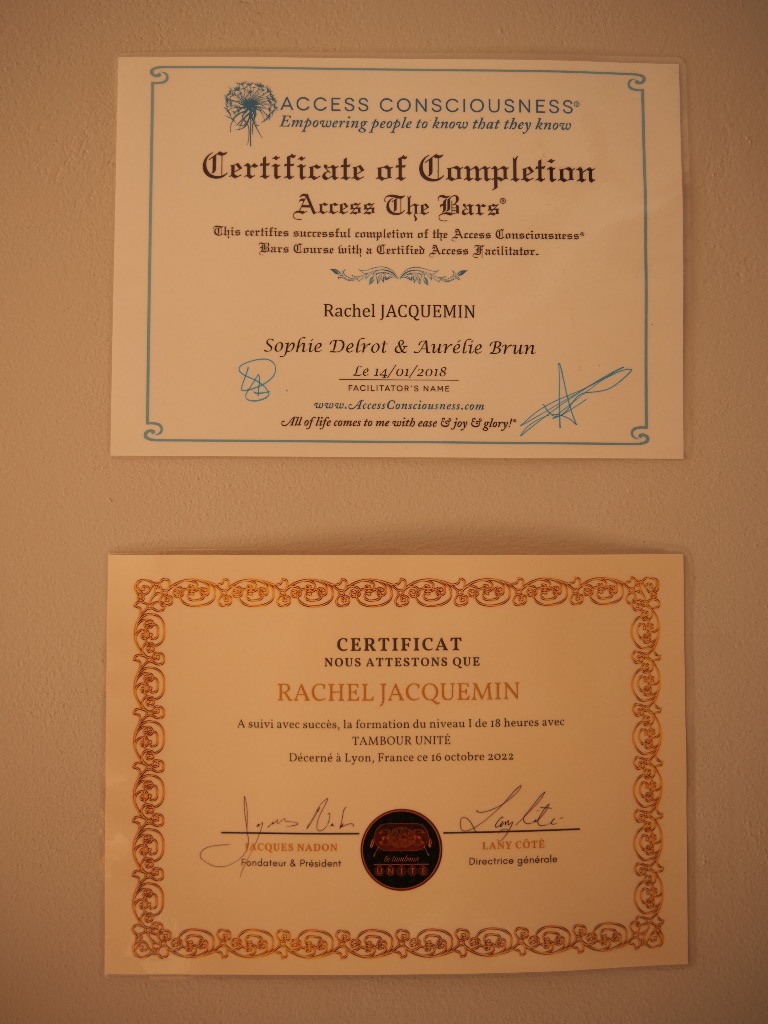 ACCESS CONSCIOUSNESS®
Empowering people to know that they know
Certificate of Completion
Access The Bars®
This certifies successful completion of the Access Consciousness®
Bars Course with a Certified Access Facilitator.
Rachel JACQUEMIN
Sophie Delrot & Aurélie Brun
Le 14/01/2018
FACILITATOR'S NAME
www.AccessConsciousness.com
All of life comes to me with ease & joy & glory!®
CERTIFICAT
NOUS ATTESTONS QUE
RACHEL JACQUEMIN
A suivi avec succès, la formation du niveau I de 18 heures avec
TAMBOUR UNITÉ
Décerné à Lyon, France ce 16 octobre 2022
JACQUES NADON
Fondateur & Président
le tambour
UNITÉ
LANY CÔTÉ
Directrice générale